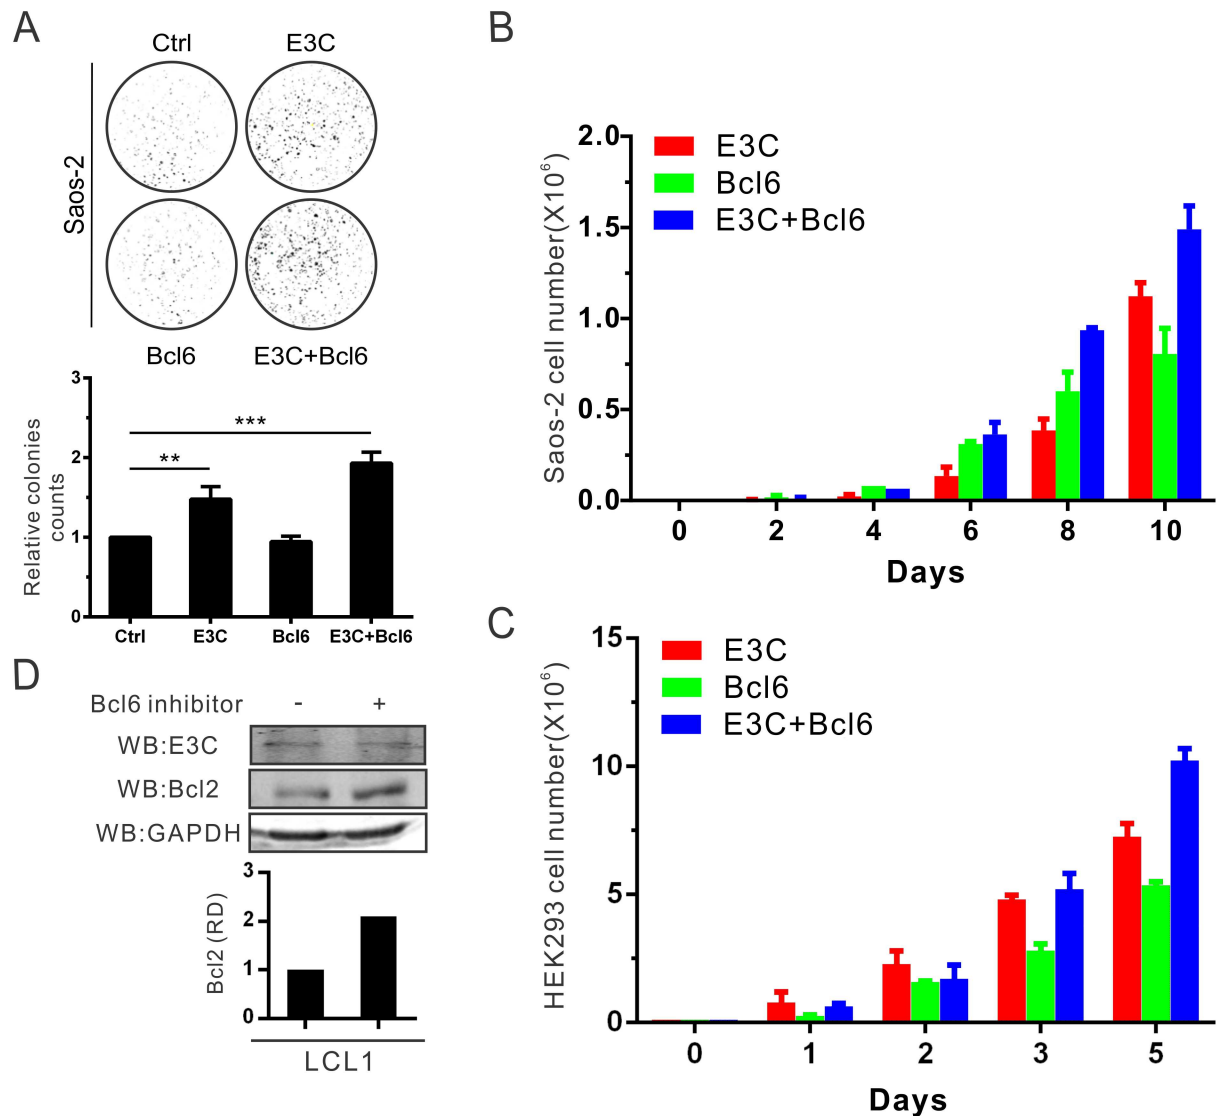 A
Ctrl E3C
Saos-2
Bcl6 E3C+Bcl6
Relative colonies
counts
3
2
1
0
***
**
Ctrl E3C Bcl6 E3C+Bcl6
B
Saos-2 cell number(X10⁶)
2.0
1.5
1.0
0.5
0.0
E3C
Bcl6
E3C+Bcl6
0 2 4 6 8 10
Days
C
HEK293 cell number(X10⁶)
15
10
5
0
E3C
Bcl6
E3C+Bcl6
0 1 2 3 5
Days
D
Bcl6 inhibitor - +
WB:E3C
WB:Bcl2
WB:GAPDH
Bcl2 (RD)
3
2
1
0
LCL1